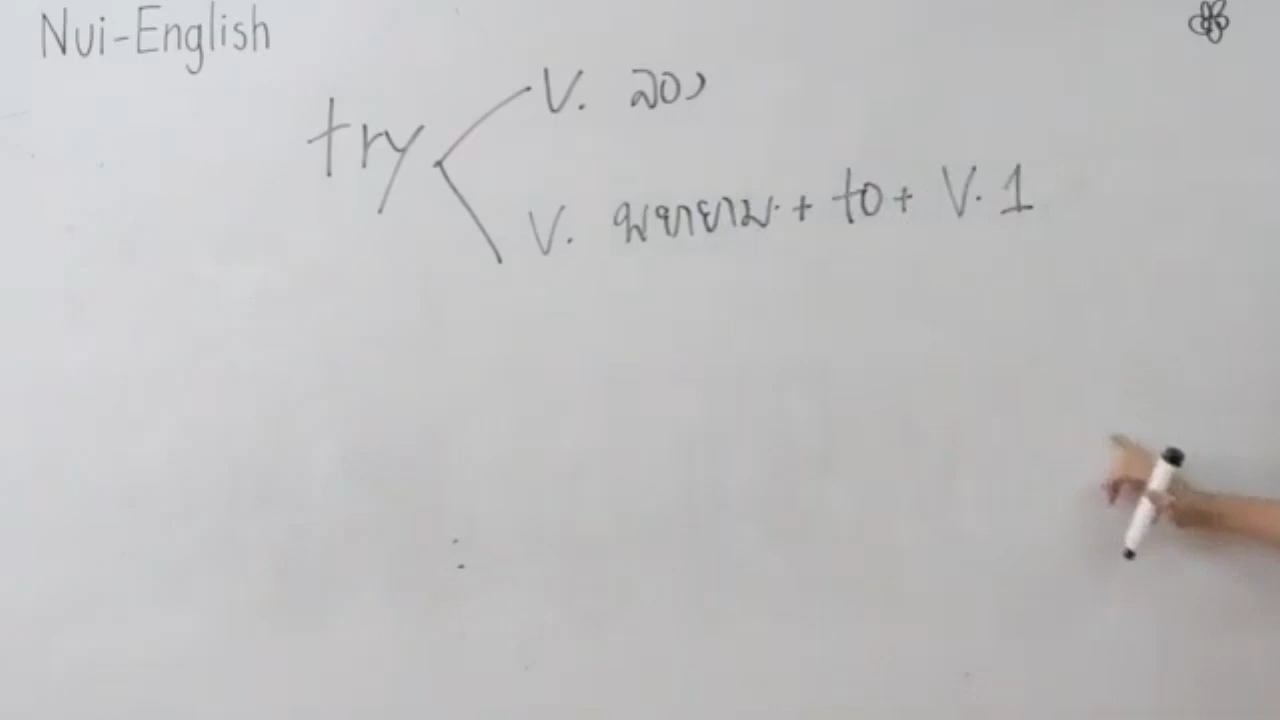 Nui-English
try
V. ลอง
V. พยายาม + to + V.1